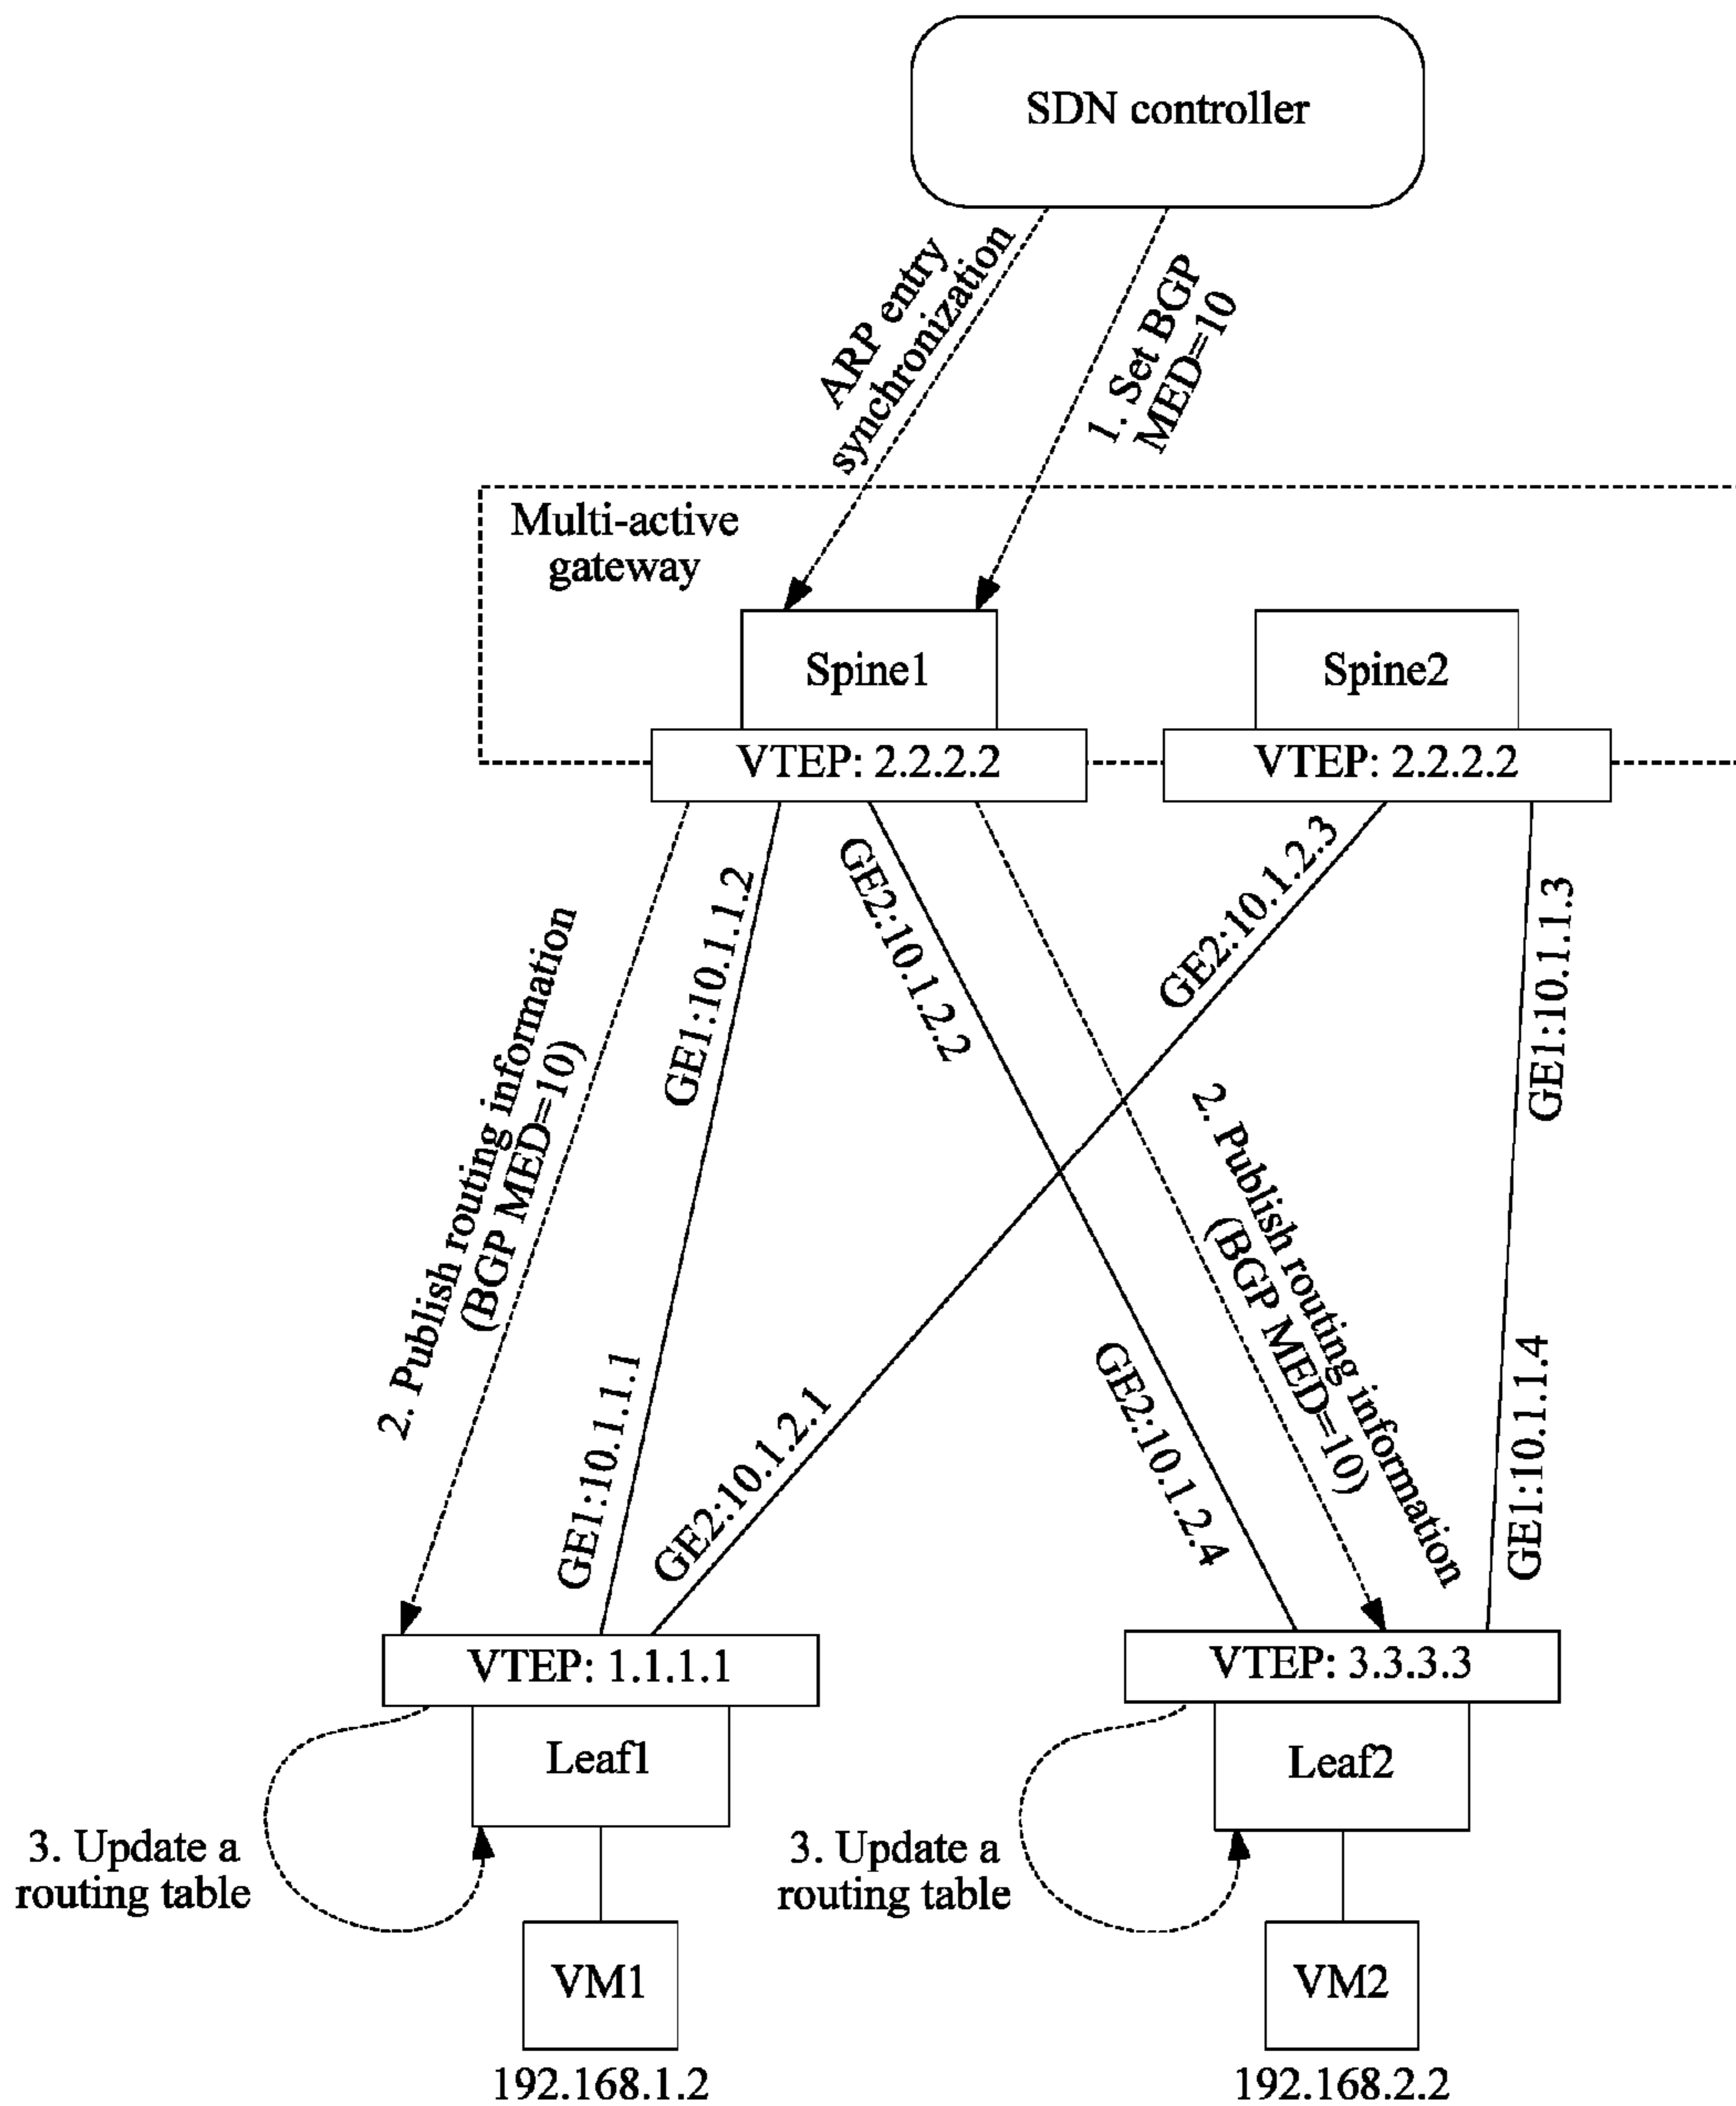 SDN controller
ARP entry
synchronization
1. Set BGP
MED=10
Multi-active
gateway
Spine1
Spine2
VTEP: 2.2.2.2
VTEP: 2.2.2.2
2. Publish routing information
(BGP MED=10)
GE1:10.1.1.2
GE2:10.1.2.2
GE2:10.1.2.3
GE1:10.1.1.3
2. Publish routing information
(BGP MED=10)
GE1:10.1.1.1
GE2:10.1.2.1
GE2:10.1.2.4
GE1:10.1.1.4
VTEP: 1.1.1.1
VTEP: 3.3.3.3
Leaf1
Leaf2
3. Update a
routing table
3. Update a
routing table
VM1
VM2
192.168.1.2
192.168.2.2